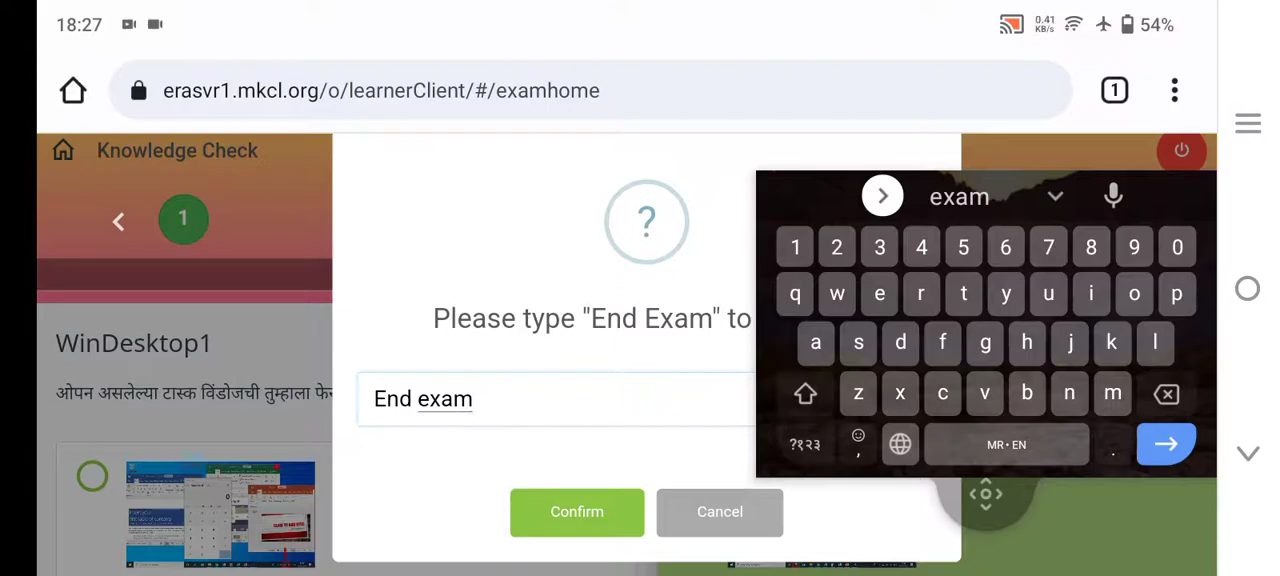 18:27
0.41
KB/s
54%
erasvr1.mkcl.org/o/learnerClient/#/examhome
1
Knowledge Check
1
?
Please type "End Exam" to
WinDesktop1
ओपन असलेल्या टास्क विंडोजची तुम्हाला फे
End exam
Confirm
Cancel
exam
1 2 3 4 5 6 7 8 9 0
q w e r t y u i o p
a s d f g h j k l
z x c v b n m
?१२३ , MR • EN .